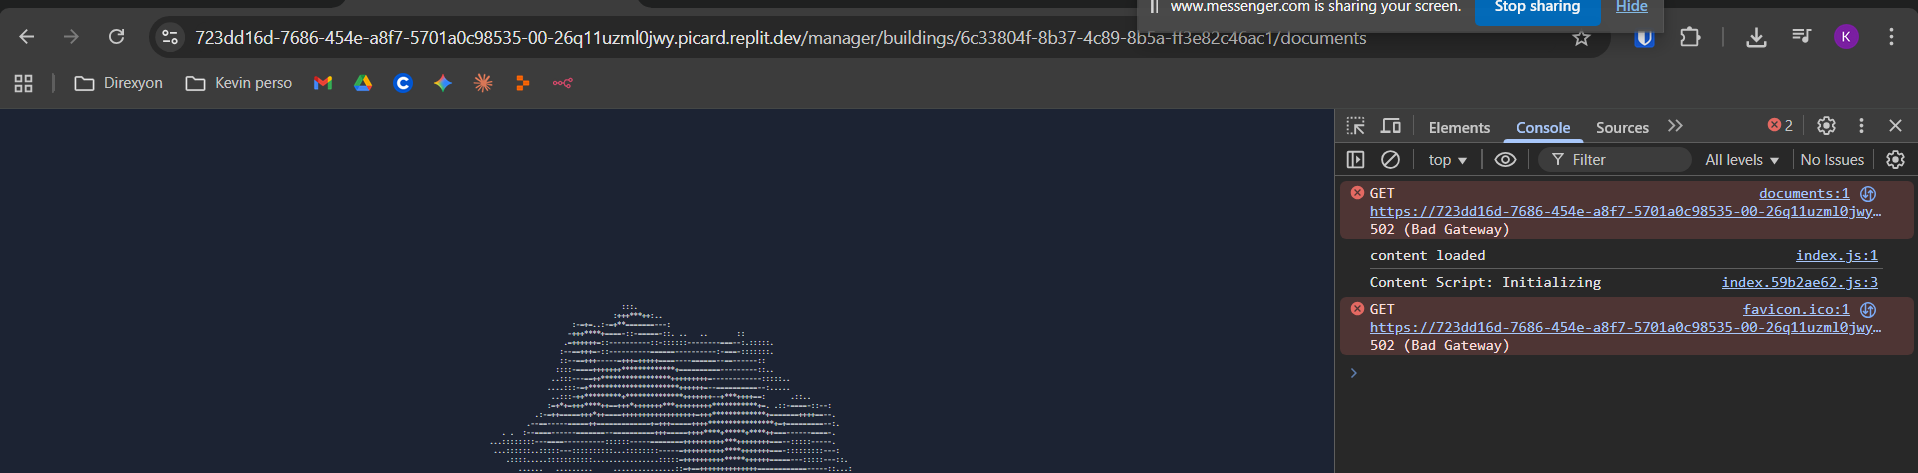 www.messenger.com is sharing your screen. Stop sharing Hide
723dd16d-7686-454e-a8f7-5701a0c98535-00-26q11uzml0jwy.picard.replit.dev/manager/buildings/6c33804f-8b37-4c89-8b5a-ff3e82c46ac1/documents K
Direxyon Kevin perso
Elements Console Sources 2
top Filter All levels No Issues
GET documents:1
https://723dd16d-7686-454e-a8f7-5701a0c98535-00-26q11uzml0jwy…
502 (Bad Gateway)
content loaded index.js:1
Content Script: Initializing index.59b2ae62.js:3
GET favicon.ico:1
https://723dd16d-7686-454e-a8f7-5701a0c98535-00-26q11uzml0jwy…
502 (Bad Gateway)